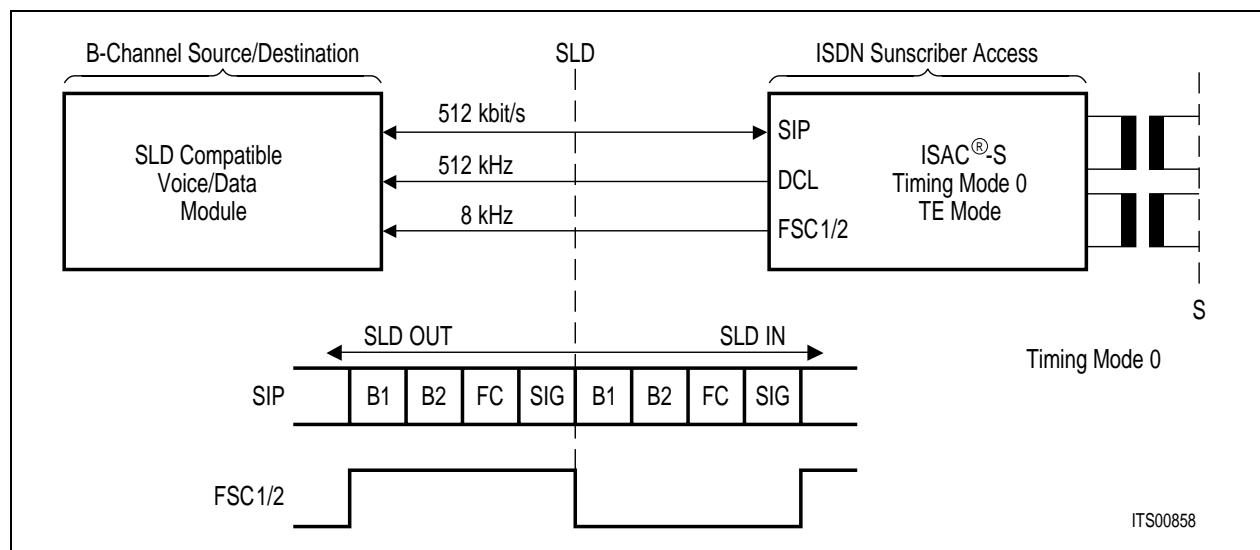 B-Channel Source/Destination
SLD
ISDN Sunscriber Access
SLD Compatible
Voice/Data
Module
512 kbit/s
512 kHz
8 kHz
SIP
DCL
FSC1/2
ISAC®-S
Timing Mode 0
TE Mode
S
SLD OUT
SLD IN
Timing Mode 0
SIP
B1 B2 FC SIG B1 B2 FC SIG
FSC1/2
ITS00858